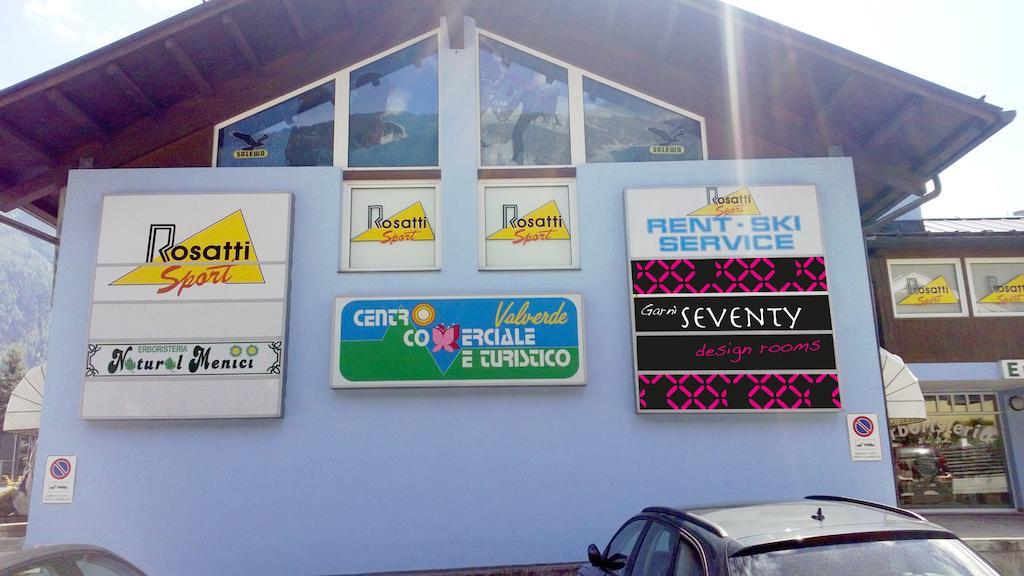 SALEWA
SALEWA
Rosatti
Sport
ERBORISTERIA
Natural Menici
Rosatti
Sport
Rosatti
Sport
CENTRO Valverde
COMMERCIALE
E TURISTICO
Rosatti
Sport
RENT - SKI
SERVICE
Garnì SEVENTY
design rooms
Rosatti
Sport
Rosatti
Sport
E